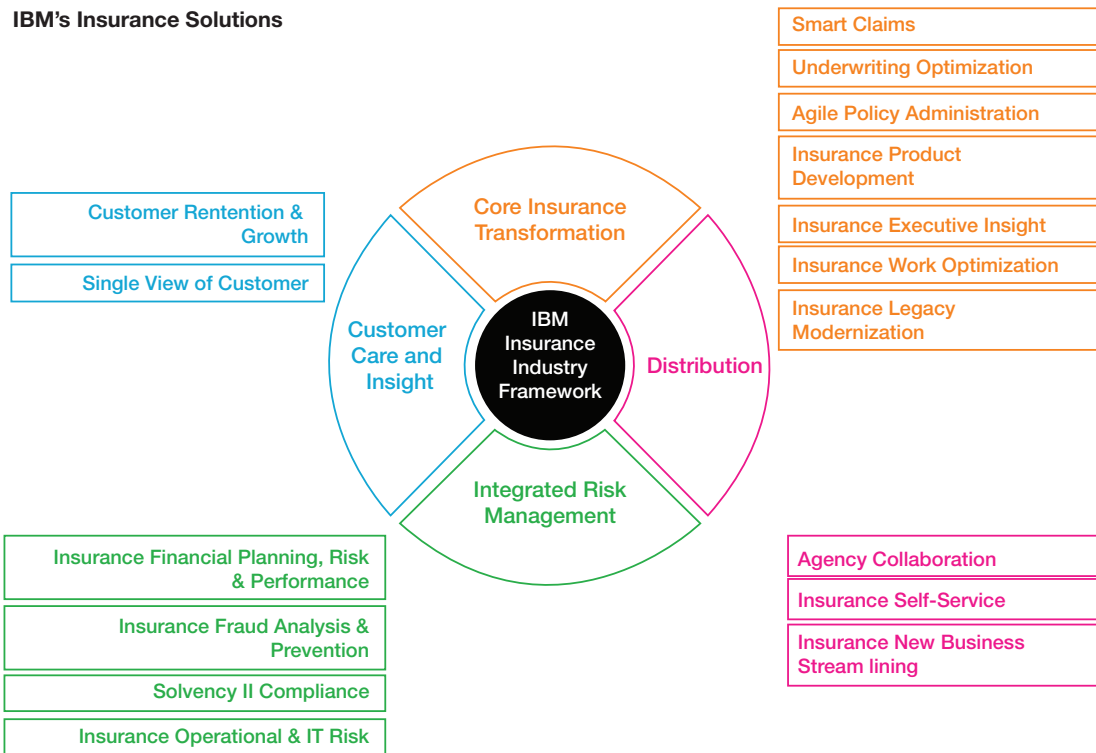 IBM's Insurance Solutions
Smart Claims
Underwriting Optimization
Agile Policy Administration
Insurance Product
Development
Insurance Executive Insight
Insurance Work Optimization
Insurance Legacy
Modernization
Customer Rentention &
Growth
Single View of Customer
Core Insurance
Transformation
Customer
Care and
Insight
IBM
Insurance
Industry
Framework
Distribution
Integrated Risk
Management
Insurance Financial Planning, Risk
& Performance
Insurance Fraud Analysis &
Prevention
Solvency II Compliance
Insurance Operational & IT Risk
Agency Collaboration
Insurance Self-Service
Insurance New Business
Stream lining